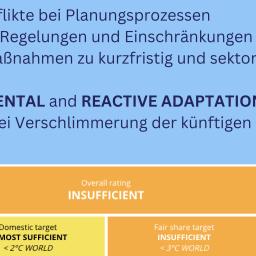 flikte bei Planungsprozessen
Regelungen und Einschränkungen
aßnahmen zu kurzfristig und sektor
ENTAL and REACTIVE ADAPTATION
ei Verschlimmerung der künftigen
Overall rating
INSUFFICIENT
Domestic target
MOST SUFFICIENT
< 2°C WORLD
Fair share target
INSUFFICIENT
< 3°C WORLD